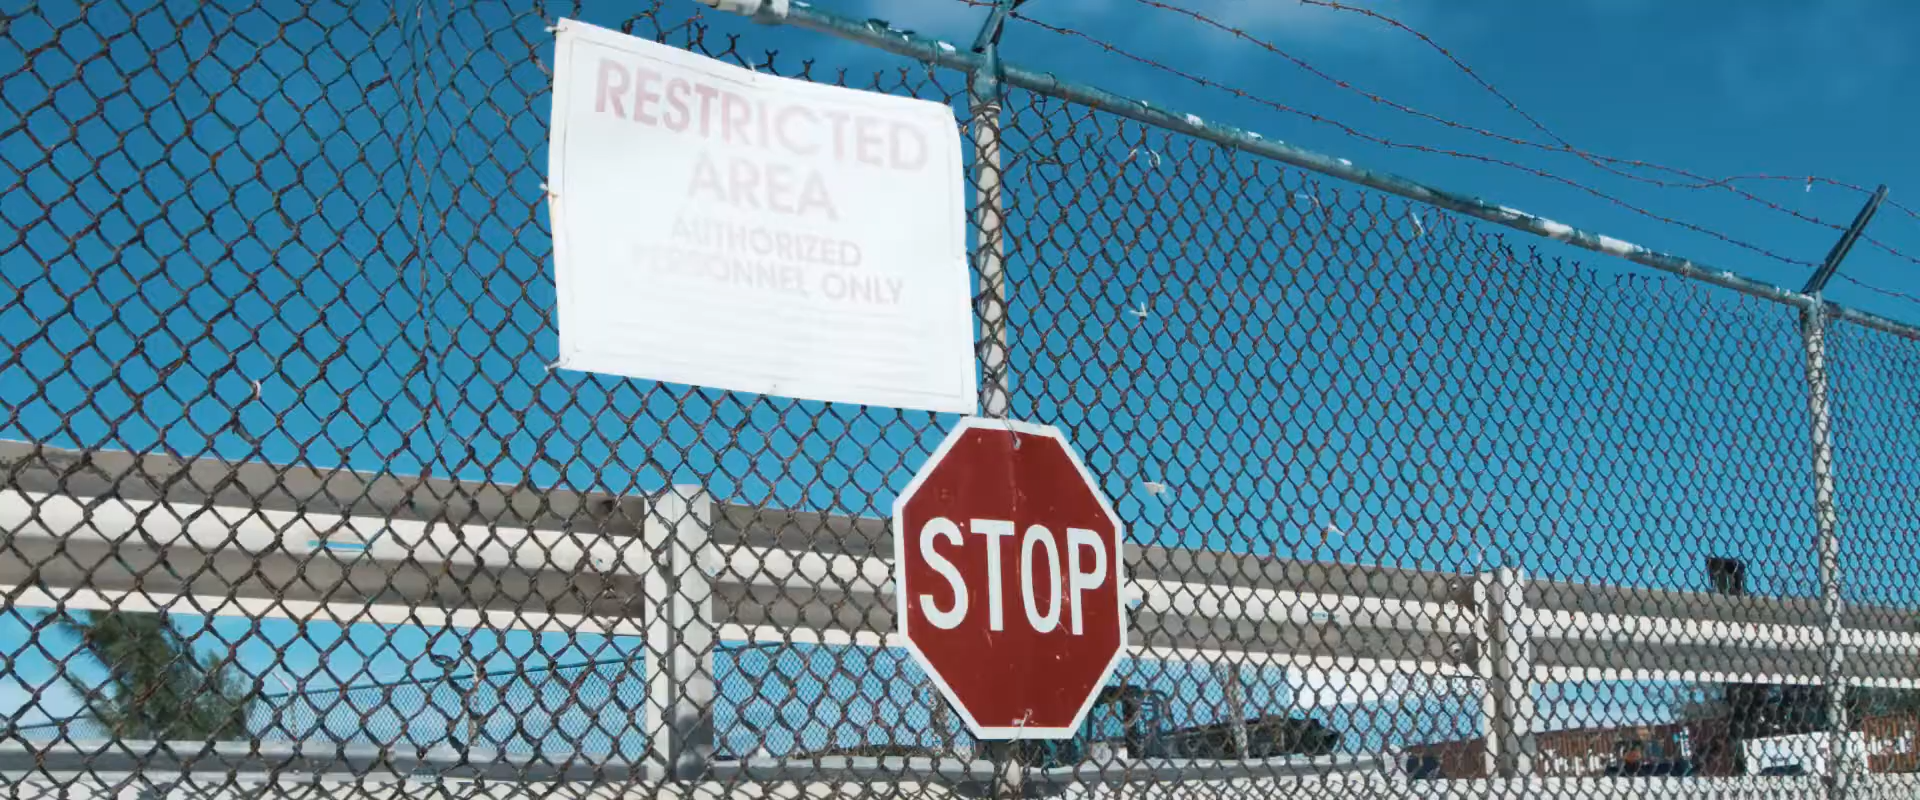 RESTRICTED
AREA
AUTHORIZED
PERSONNEL ONLY
STOP